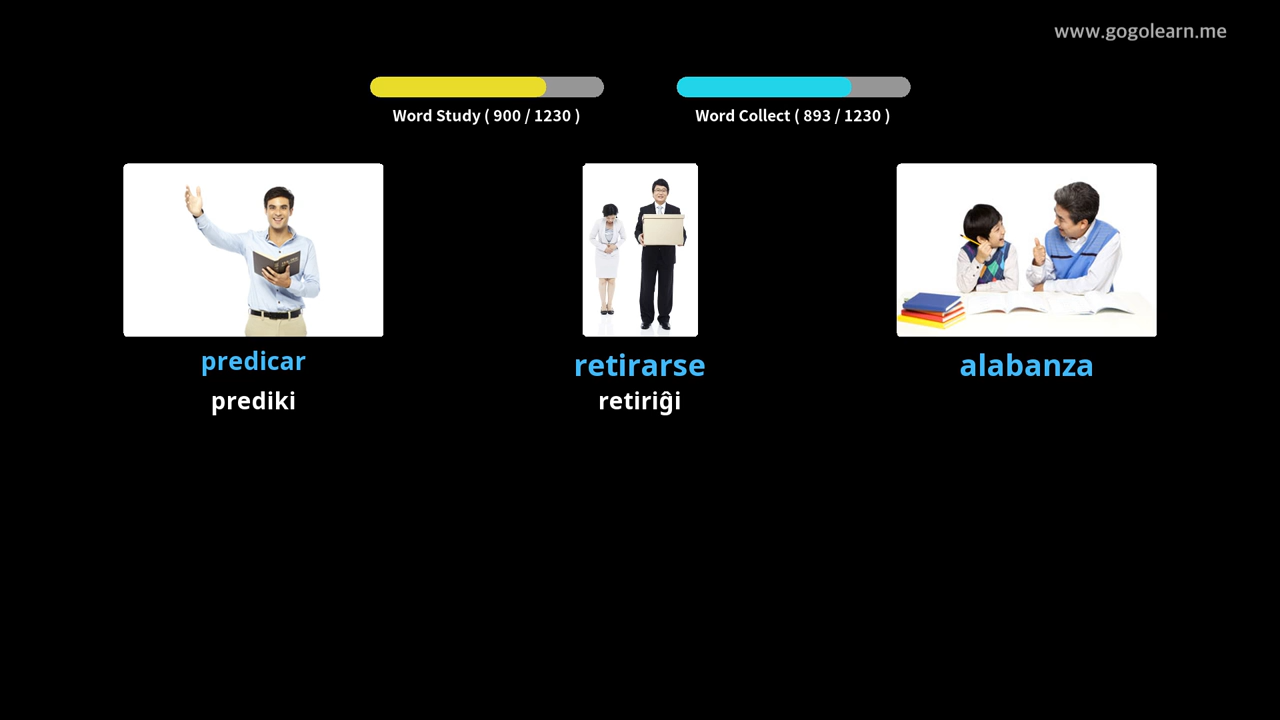 www.gogolearn.me
Word Study ( 900 / 1230 )
Word Collect ( 893 / 1230 )
predicar
prediki
retirarse
retiriĝi
alabanza